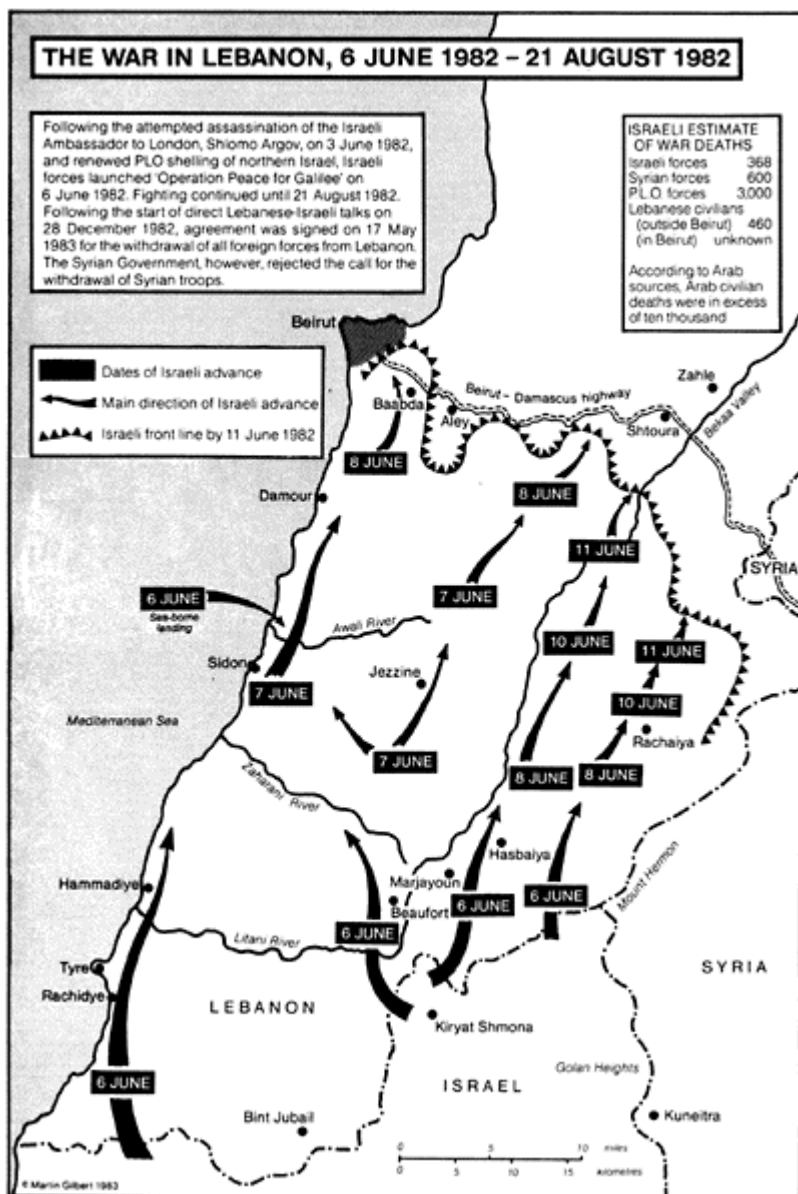 THE WAR IN LEBANON, 6 JUNE 1982 – 21 AUGUST 1982
Following the attempted assassination of the Israeli
Ambassador to London, Shlomo Argov, on 3 June 1982,
and renewed PLO shelling of northern Israel, Israeli
forces launched 'Operation Peace for Galilee' on
6 June 1982. Fighting continued until 21 August 1982.
Following the start of direct Lebanese-Israeli talks on
28 December 1982, agreement was signed on 17 May
1983 for the withdrawal of all foreign forces from Lebanon.
The Syrian Government, however, rejected the call for the
withdrawal of Syrian troops.
ISRAELI ESTIMATE
OF WAR DEATHS
Israeli forces 368
Syrian forces 600
P.L.O. forces 3,000
Lebanese civilians
(outside Beirut) 460
(in Beirut) unknown
According to Arab
sources, Arab civilian
deaths were in excess
of ten thousand
Beirut
Dates of Israeli advance
Main direction of Israeli advance
Israeli front line by 11 June 1982
Zahle
Beirut – Damascus highway
Baabda
Aley
Shtoura
Bekaa Valley
8 JUNE
Damour
8 JUNE
11 JUNE
SYRIA
6 JUNE
Sea-borne
landing
7 JUNE
Awali River
10 JUNE
11 JUNE
Sidon
7 JUNE
Jezzine
10 JUNE
Mediterranean Sea
Rachaiya
7 JUNE
8 JUNE
8 JUNE
Zaharani River
Hasbaiya
Mount Hermon
Hammadiye
Marjayoun
Beaufort
6 JUNE
6 JUNE
6 JUNE
Litani River
Tyre
Rachidye
LEBANON
SYRIA
Kiryat Shmona
6 JUNE
ISRAEL
Golan Heights
Bint Jubail
Kuneitra
0 5 10 miles
0 5 10 15 kilometres
© Martin Gilbert 1983